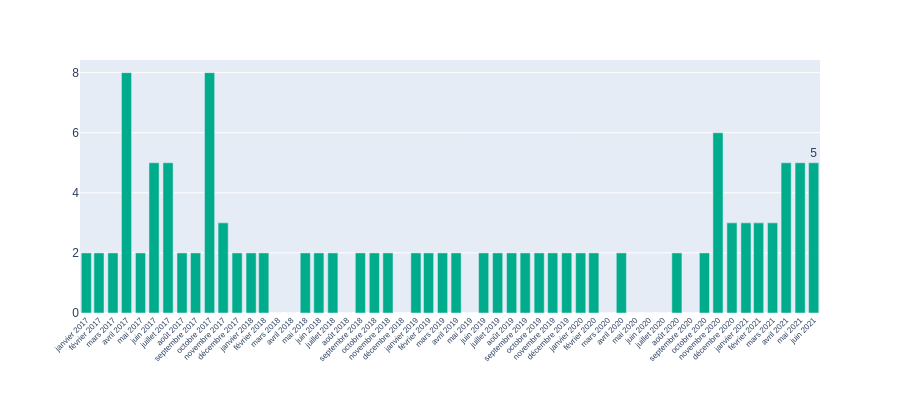 8
6
4
2
0
5
janvier 2017
février 2017
mars 2017
avril 2017
mai 2017
juin 2017
juillet 2017
août 2017
septembre 2017
octobre 2017
novembre 2017
décembre 2017
janvier 2018
février 2018
mars 2018
avril 2018
mai 2018
juin 2018
juillet 2018
août 2018
septembre 2018
octobre 2018
novembre 2018
décembre 2018
janvier 2019
février 2019
mars 2019
avril 2019
mai 2019
juin 2019
juillet 2019
août 2019
septembre 2019
octobre 2019
novembre 2019
décembre 2019
janvier 2020
février 2020
mars 2020
avril 2020
mai 2020
juin 2020
juillet 2020
août 2020
septembre 2020
octobre 2020
novembre 2020
décembre 2020
janvier 2021
février 2021
mars 2021
avril 2021
mai 2021
juin 2021